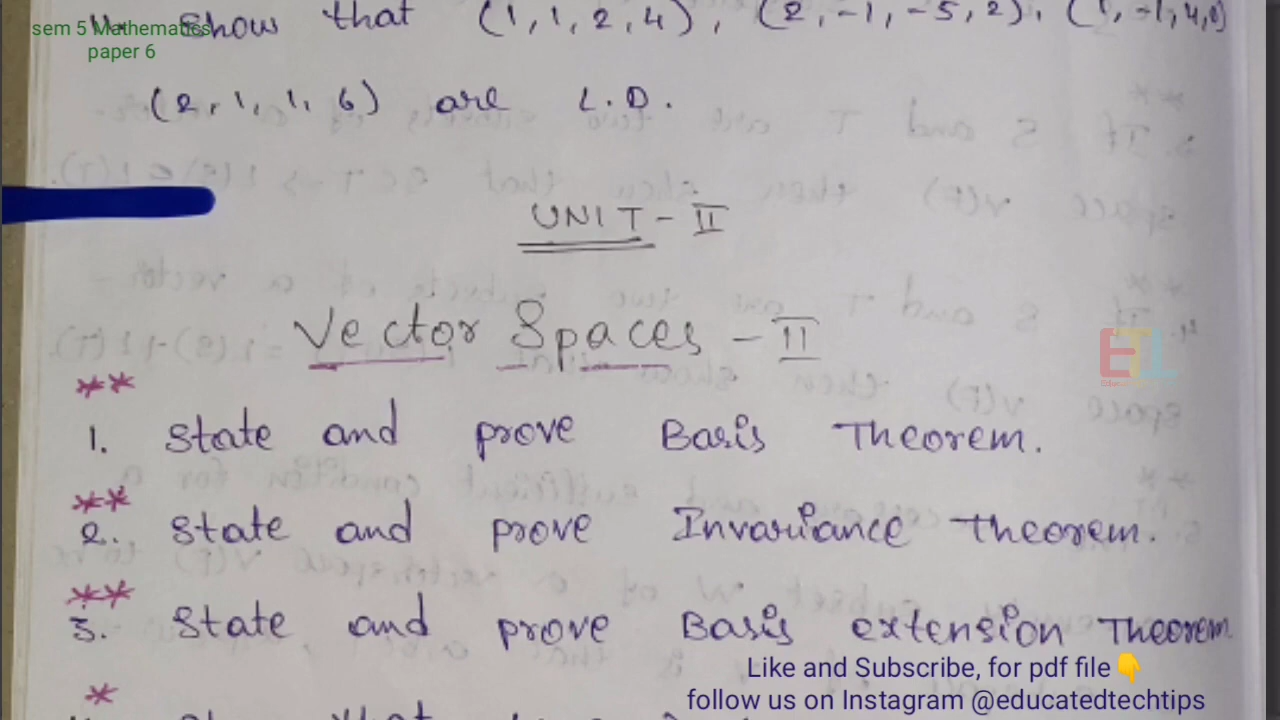 sem 5 Mathematics
paper 6
Show that (1, 1, 2, 4), (2, -1, -5, 2), (1, -1, 4, 0)
(2, 1, 1, 6) are L.D.
UNIT - II
Vector Spaces - II
**
1. State and prove Basis Theorem.
**
2. State and prove Invariance Theorem.
**
3. State and prove Basis extension Theorem
Like and Subscribe, for pdf file👇
follow us on Instagram @educatedtechtips
*
that
ETL